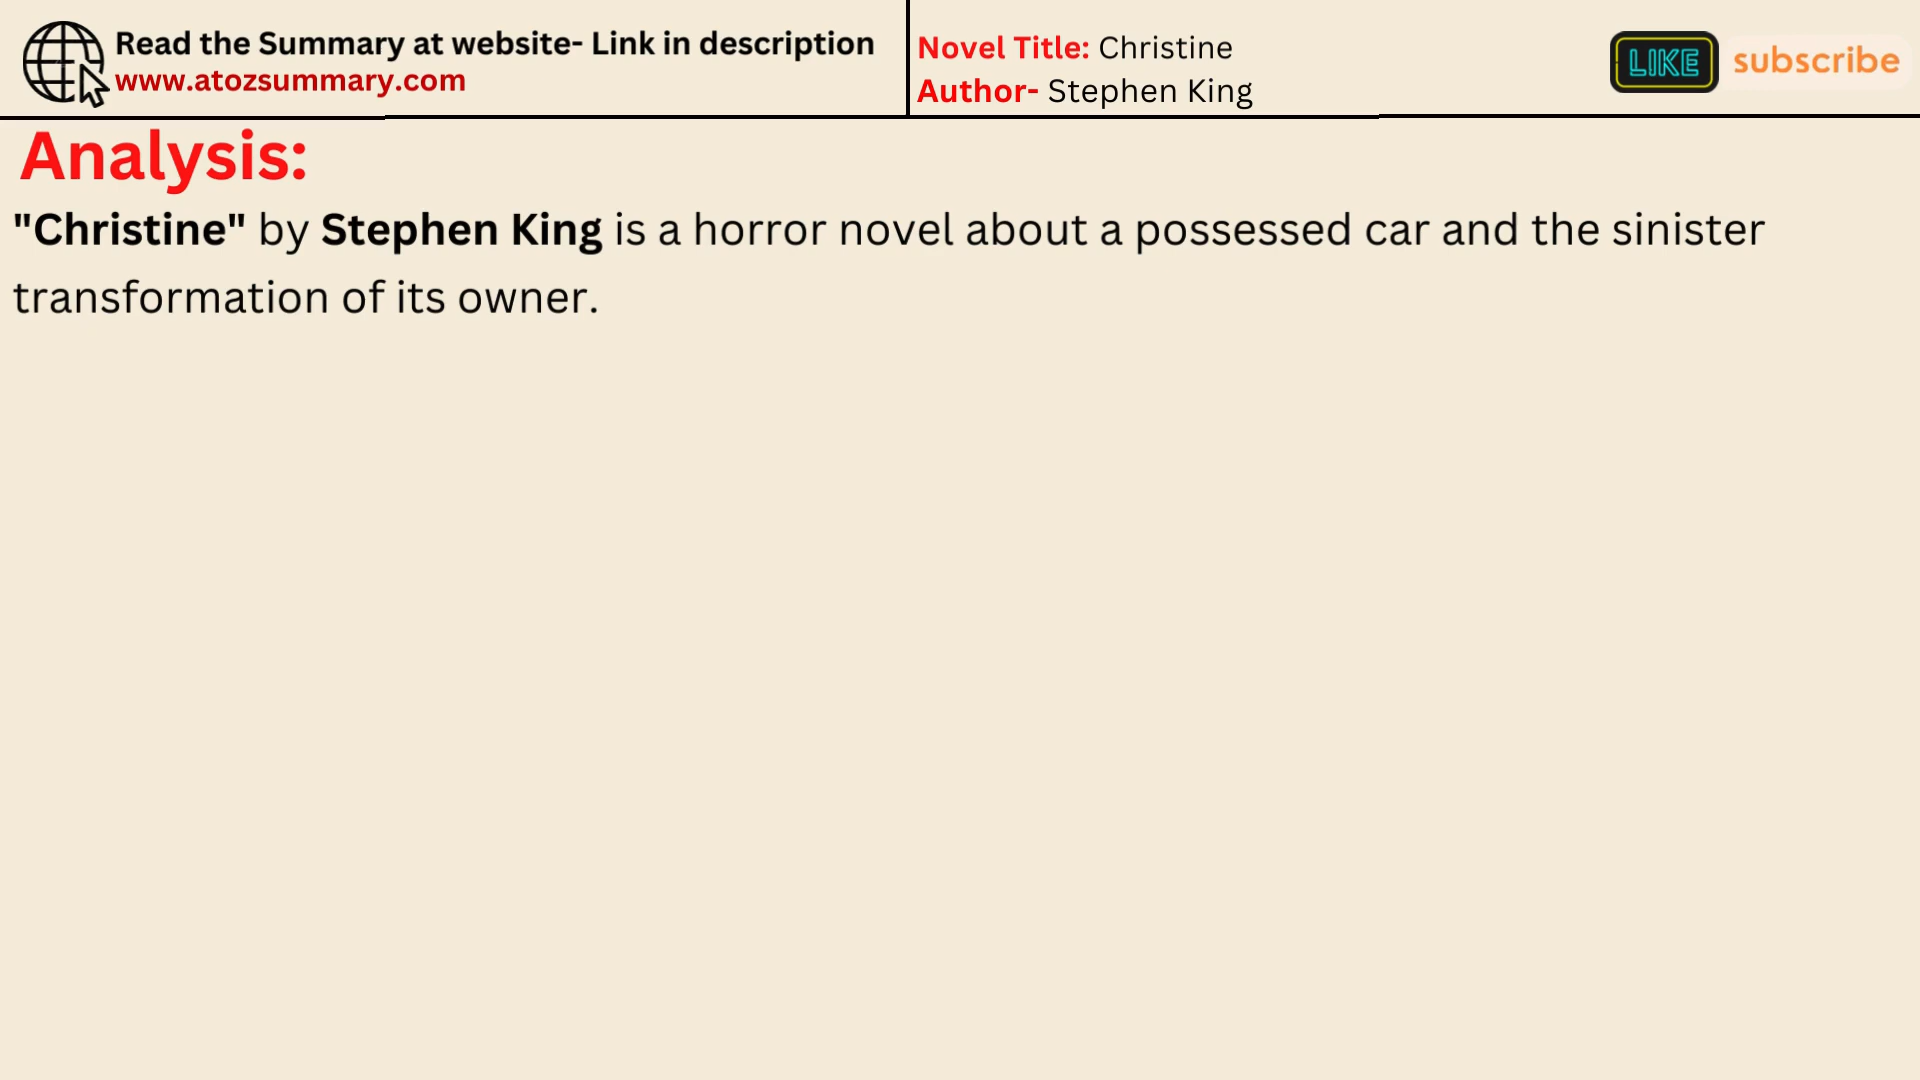 Read the Summary at website- Link in description
www.atozsummary.com
Novel Title: Christine
Author- Stephen King
LIKE
subscribe
Analysis:
"Christine" by Stephen King is a horror novel about a possessed car and the sinister
transformation of its owner.